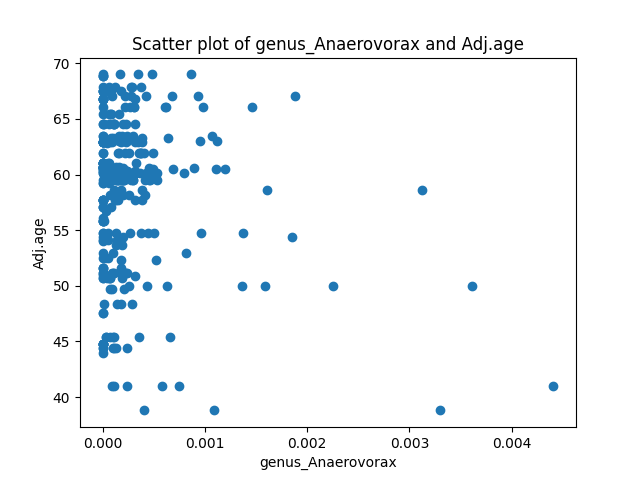 Scatter plot of genus_Anaerovorax and Adj.age
70
65
60
55
50
45
40
Adj.age
0.000 0.001 0.002 0.003 0.004
genus_Anaerovorax